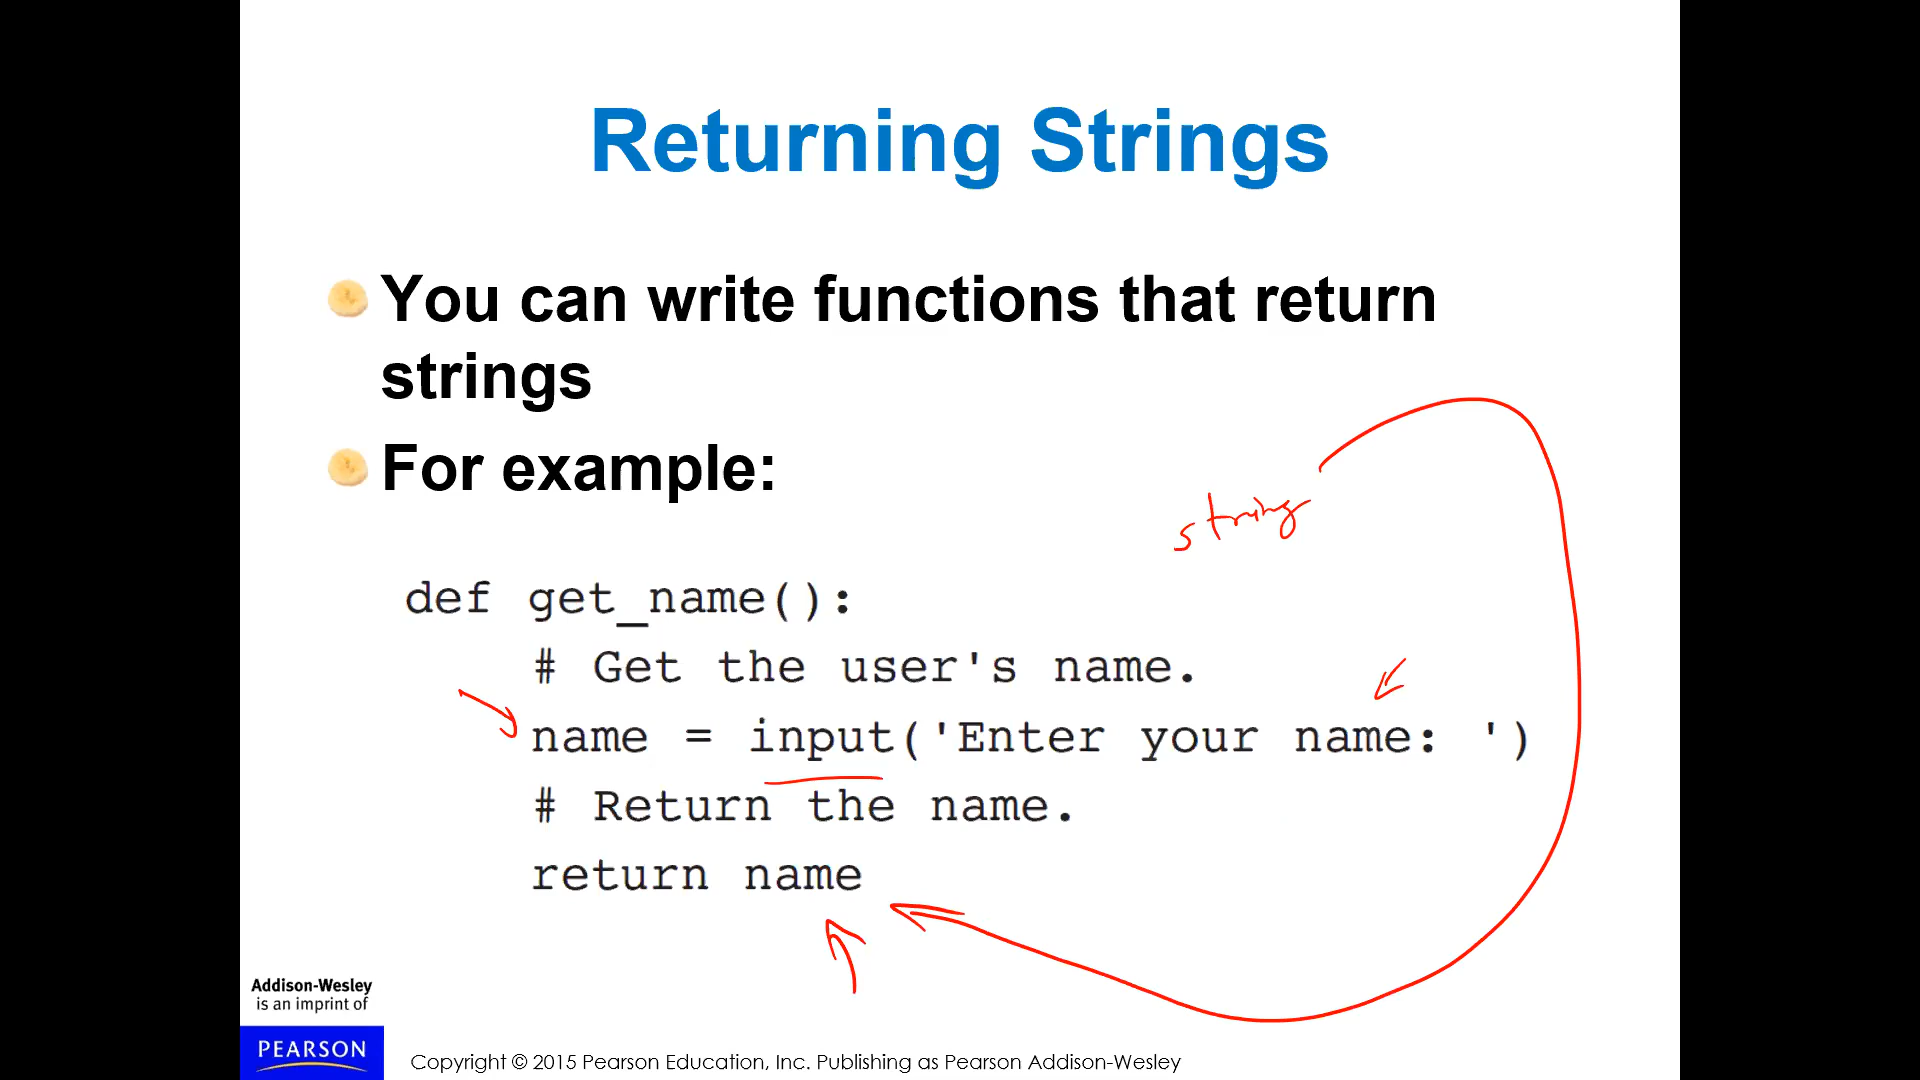 Returning Strings
You can write functions that return
strings
For example:
string
def get_name():
# Get the user's name.
name = input('Enter your name: ')
# Return the name.
return name
Addison-Wesley
is an imprint of
PEARSON
Copyright © 2015 Pearson Education, Inc. Publishing as Pearson Addison-Wesley